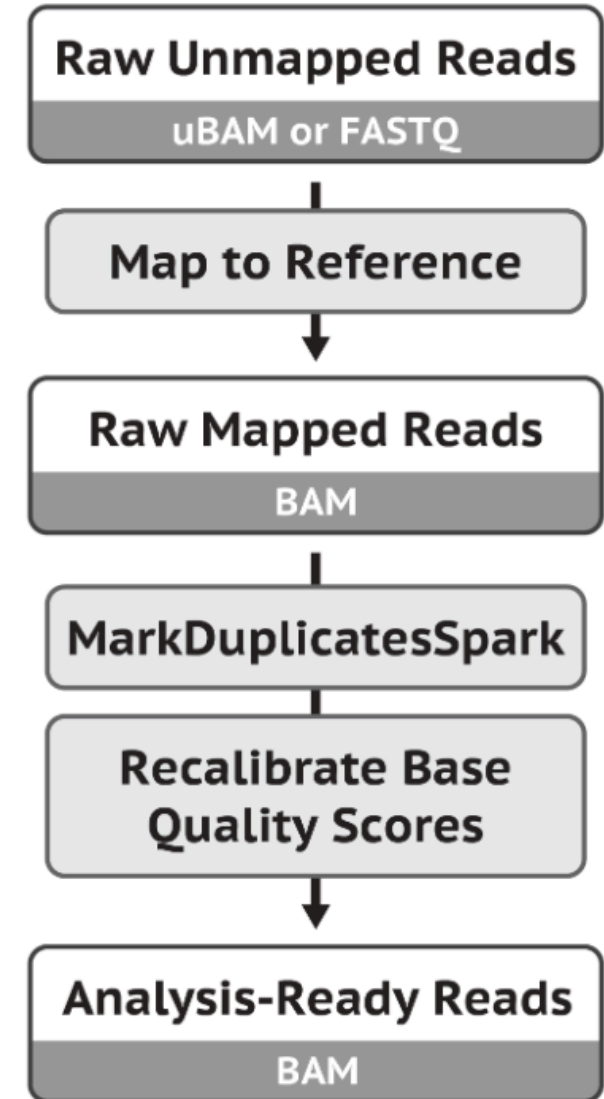 Raw Unmapped Reads
uBAM or FASTQ
Map to Reference
Raw Mapped Reads
BAM
MarkDuplicatesSpark
Recalibrate Base
Quality Scores
Analysis-Ready Reads
BAM